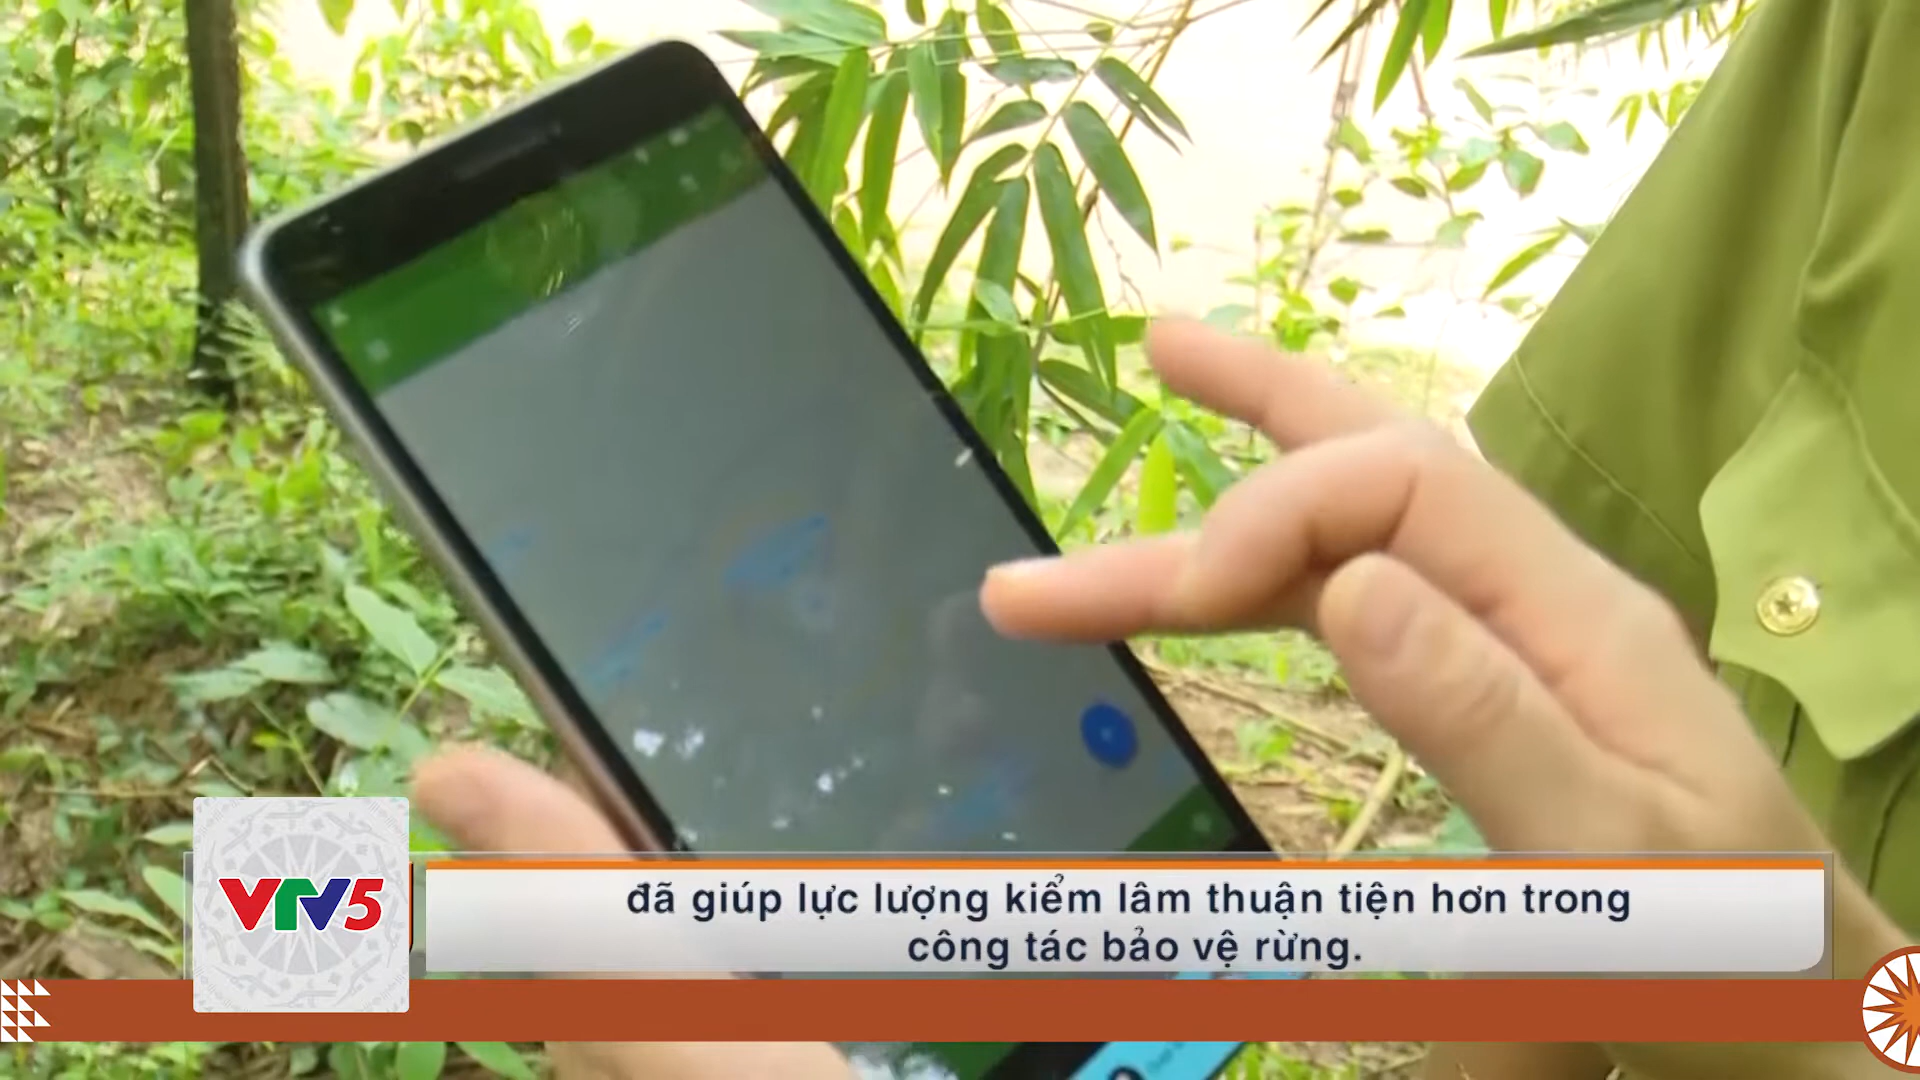 VTV5
đã giúp lực lượng kiểm lâm thuận tiện hơn trong
công tác bảo vệ rừng.